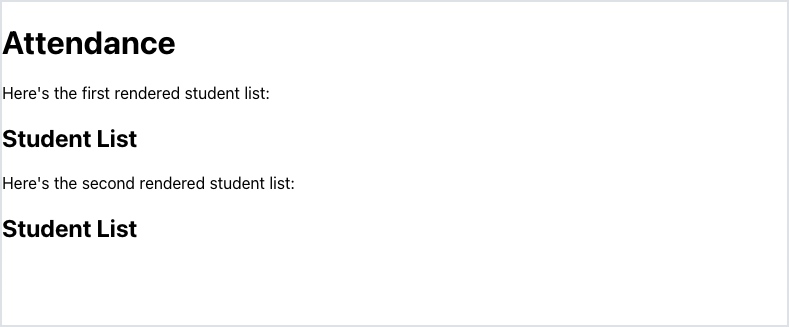 Attendance
Here's the first rendered student list:
Student List
Here's the second rendered student list:
Student List